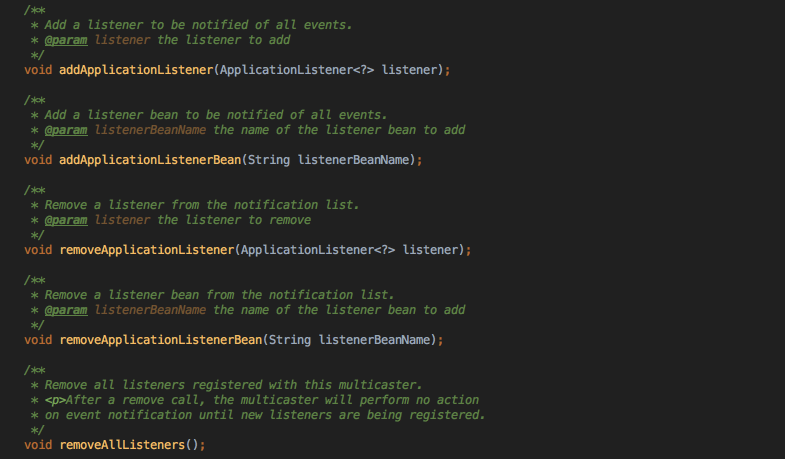 /**
 * Add a listener to be notified of all events.
 * @param listener the listener to add
 */
void addApplicationListener(ApplicationListener<?> listener);
/**
 * Add a listener bean to be notified of all events.
 * @param listenerBeanName the name of the listener bean to add
 */
void addApplicationListenerBean(String listenerBeanName);
/**
 * Remove a listener from the notification list.
 * @param listener the listener to remove
 */
void removeApplicationListener(ApplicationListener<?> listener);
/**
 * Remove a listener bean from the notification list.
 * @param listenerBeanName the name of the listener bean to add
 */
void removeApplicationListenerBean(String listenerBeanName);
/**
 * Remove all listeners registered with this multicaster.
 * <p>After a remove call, the multicaster will perform no action
 * on event notification until new listeners are being registered.
 */
void removeAllListeners();